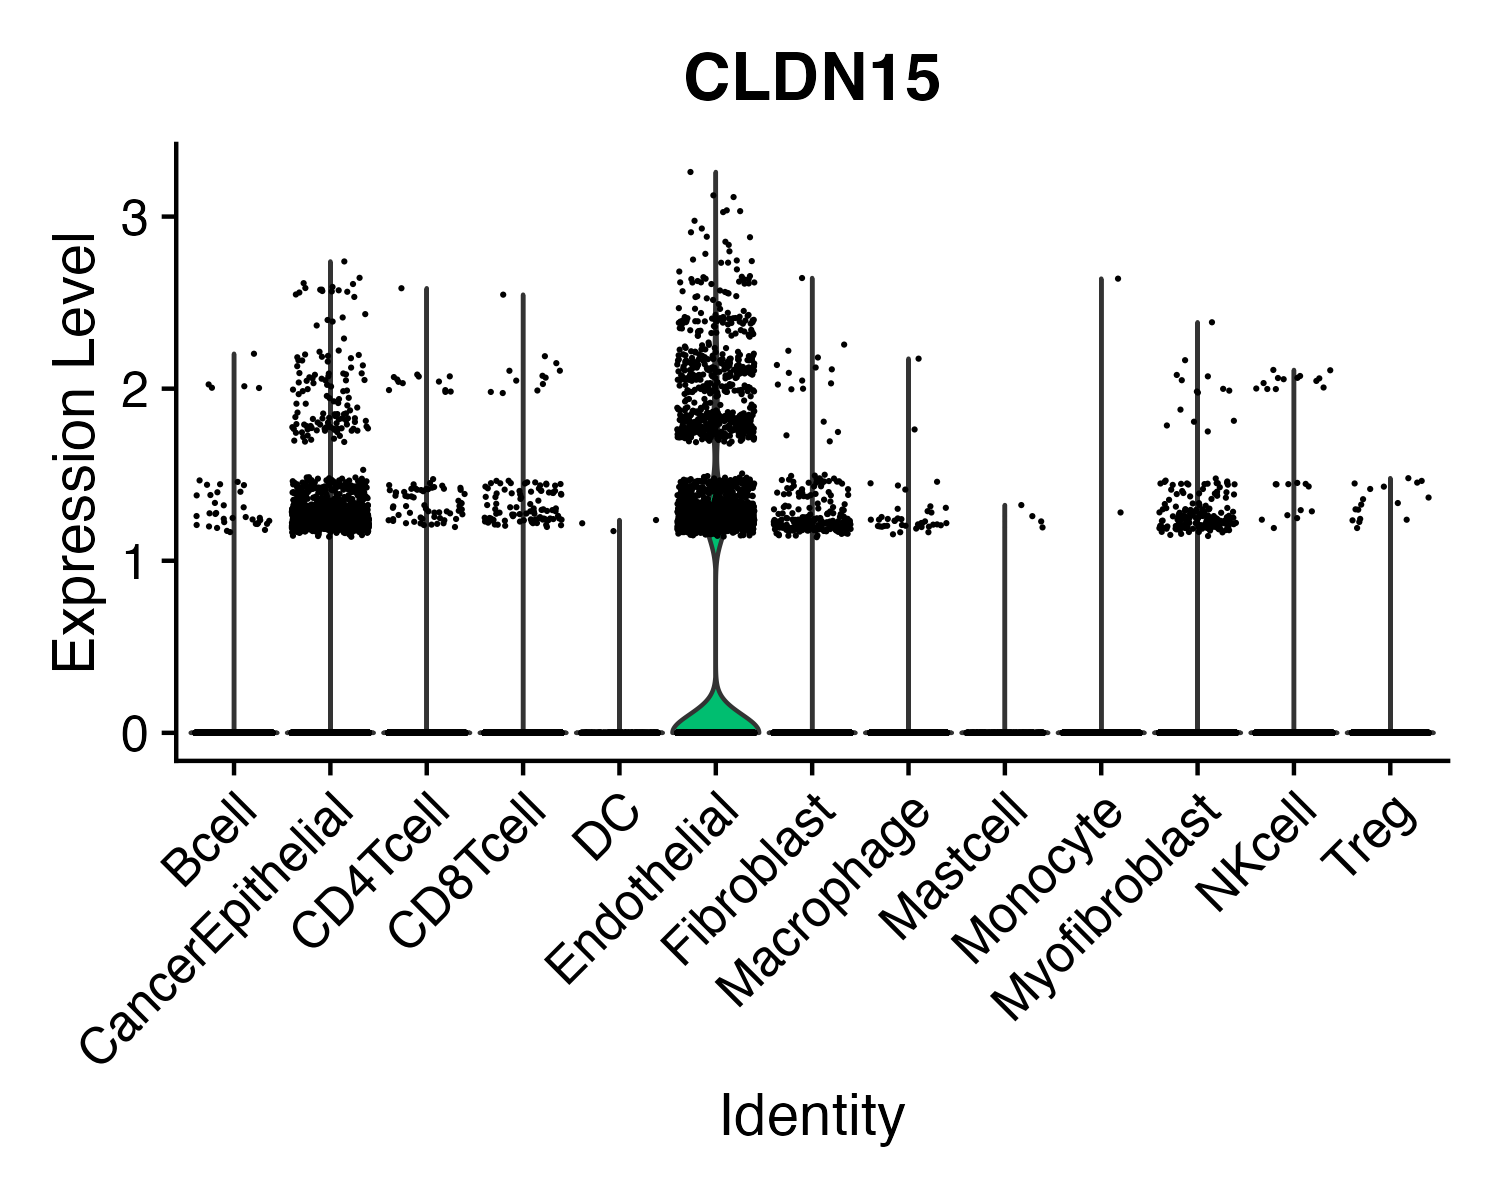 CLDN15
Expression Level
3
2
1
0
Bcell
CancerEpithelial
CD4Tcell
CD8Tcell
DC
Endothelial
Fibroblast
Macrophage
Mastcell
Monocyte
Myofibroblast
NKcell
Treg
Identity